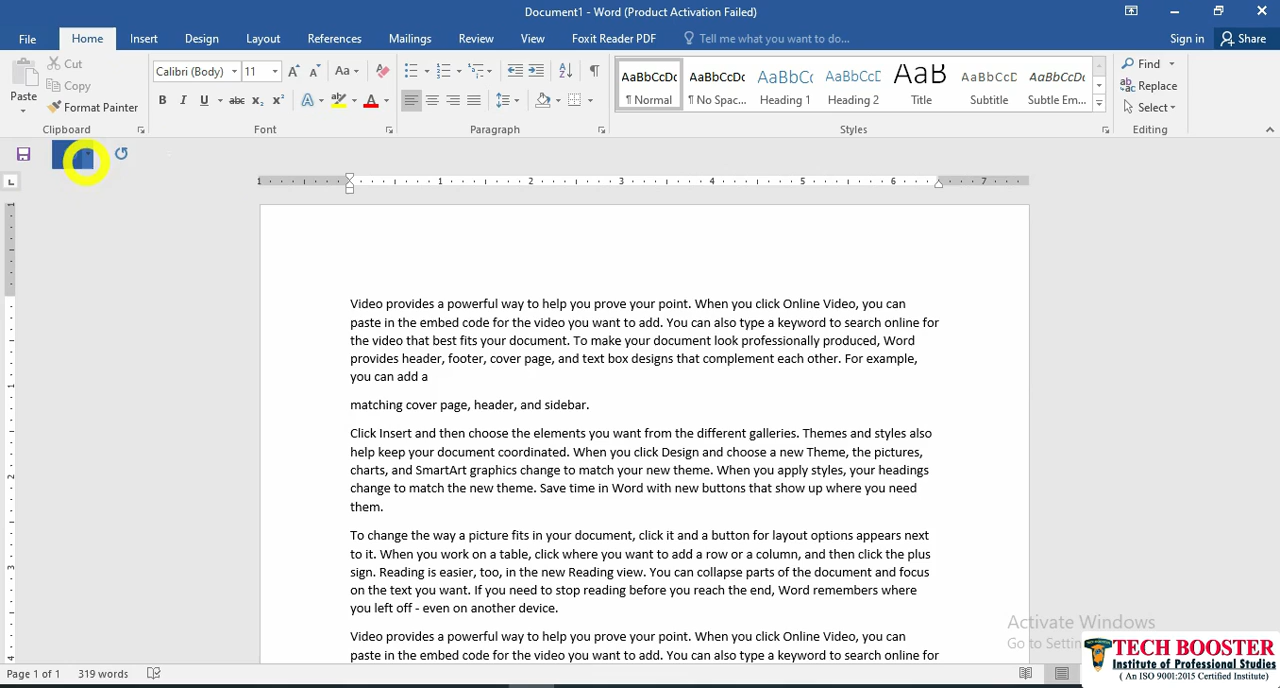 Document1 - Word (Product Activation Failed)
File Home Insert Design Layout References Mailings Review View Foxit Reader PDF Tell me what you want to do... Sign in Share
Paste
Cut
Copy
Format Painter
Clipboard
Calibri (Body) 11
Font
Paragraph
AaBbCcDc AaBbCcDc AaBbCc AaBbCcD AaB AaBbCcD AaBbCcDc
¶ Normal ¶ No Spac... Heading 1 Heading 2 Title Subtitle Subtle Em...
Styles
Find
Replace
Select
Editing
1 1 2 3 4 5 6 7
Video provides a powerful way to help you prove your point. When you click Online Video, you can
paste in the embed code for the video you want to add. You can also type a keyword to search online for
the video that best fits your document. To make your document look professionally produced, Word
provides header, footer, cover page, and text box designs that complement each other. For example,
you can add a
matching cover page, header, and sidebar.
Click Insert and then choose the elements you want from the different galleries. Themes and styles also
help keep your document coordinated. When you click Design and choose a new Theme, the pictures,
charts, and SmartArt graphics change to match your new theme. When you apply styles, your headings
change to match the new theme. Save time in Word with new buttons that show up where you need
them.
To change the way a picture fits in your document, click it and a button for layout options appears next
to it. When you work on a table, click where you want to add a row or a column, and then click the plus
sign. Reading is easier, too, in the new Reading view. You can collapse parts of the document and focus
on the text you want. If you need to stop reading before you reach the end, Word remembers where
you left off - even on another device.
Video provides a powerful way to help you prove your point. When you click Online Video, you can
paste in the embed code for the video you want to add. You can also type a keyword to search online for
Activate Windows
Go to Settin
TECH BOOSTER
Institute of Professional Studies
( An ISO 9001:2015 Certified Institute)
Page 1 of 1 319 words